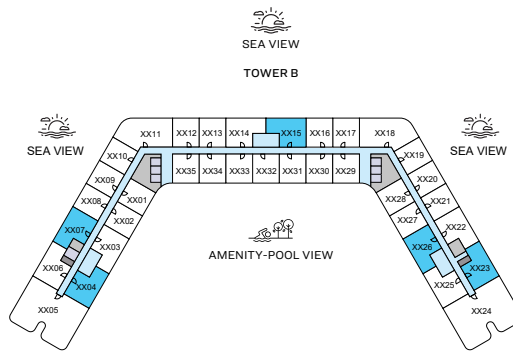 SEA VIEW
TOWER B
SEA VIEW
SEA VIEW
XX11
XX12
XX13
XX14
XX15
XX16
XX17
XX18
XX10
XX09
XX08
XX07
XX06
XX05
XX01
XX02
XX03
XX04
XX35
XX34
XX33
XX32
XX31
XX30
XX29
XX19
XX20
XX21
XX22
XX23
XX24
XX28
XX27
XX26
XX25
AMENITY-POOL VIEW